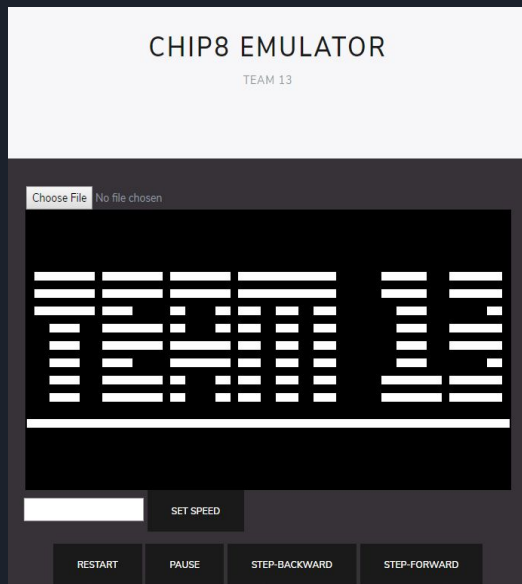 CHIP8 EMULATOR
TEAM 13
Choose File No file chosen
TEAM 13
SET SPEED
RESTART PAUSE STEP-BACKWARD STEP-FORWARD